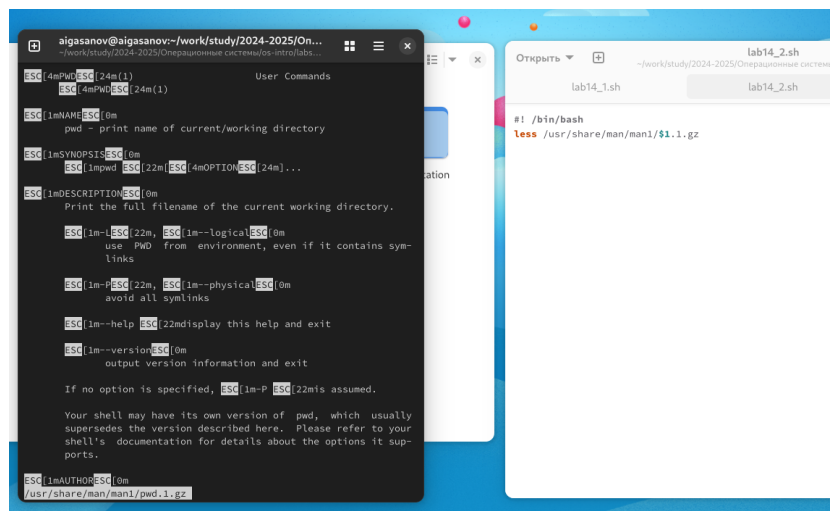 aigasanov@aigasanov:~/work/study/2024-2025/Оп...
~/work/study/2024-2025/Операционные системы/os-intro/labs...
ESC[4mPWDESC[24m(1) User Commands
ESC[4mPWDESC[24m(1)
ESC[1mNAMEESC[0m
pwd - print name of current/working directory
ESC[1mSYNOPSISESC[0m
ESC[1mpwd ESC[22m[ESC[4mOPTIONESC[24m]...
ESC[1mDESCRIPTIONESC[0m
Print the full filename of the current working directory.
ESC[1m-LESC[22m, ESC[1m--logicalESC[0m
use PWD from environment, even if it contains sym-
links
ESC[1m-PESC[22m, ESC[1m--physicalESC[0m
avoid all symlinks
ESC[1m--help ESC[22mdisplay this help and exit
ESC[1m--versionESC[0m
output version information and exit
If no option is specified, ESC[1m-P ESC[22mis assumed.
Your shell may have its own version of pwd, which usually
supersedes the version described here. Please refer to your
shell's documentation for details about the options it sup-
ports.
ESC[1mAUTHORESC[0m
/usr/share/man/man1/pwd.1.gz
Открыть
lab14_2.sh
~/work/study/2024-2025/Операционные систем
lab14_1.sh
lab14_2.sh
#! /bin/bash
less /usr/share/man/man1/$1.1.gz